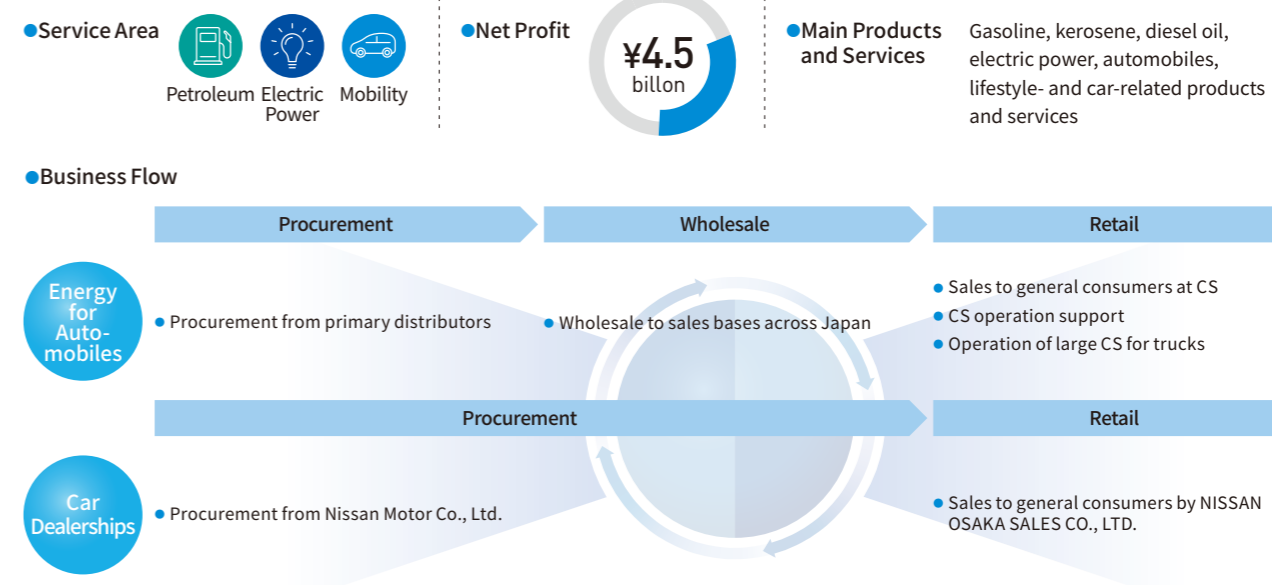 ●Service Area
Petroleum
Electric
Power
Mobility
●Net Profit
¥4.5
billon
●Main Products
and Services
Gasoline, kerosene, diesel oil,
electric power, automobiles,
lifestyle- and car-related products
and services
●Business Flow
Procurement
Wholesale
Retail
Energy
for
Auto-
mobiles
● Procurement from primary distributors
● Wholesale to sales bases across Japan
● Sales to general consumers at CS
● CS operation support
● Operation of large CS for trucks
Procurement
Retail
Car
Dealerships
● Procurement from Nissan Motor Co., Ltd.
● Sales to general consumers by NISSAN
OSAKA SALES CO., LTD.